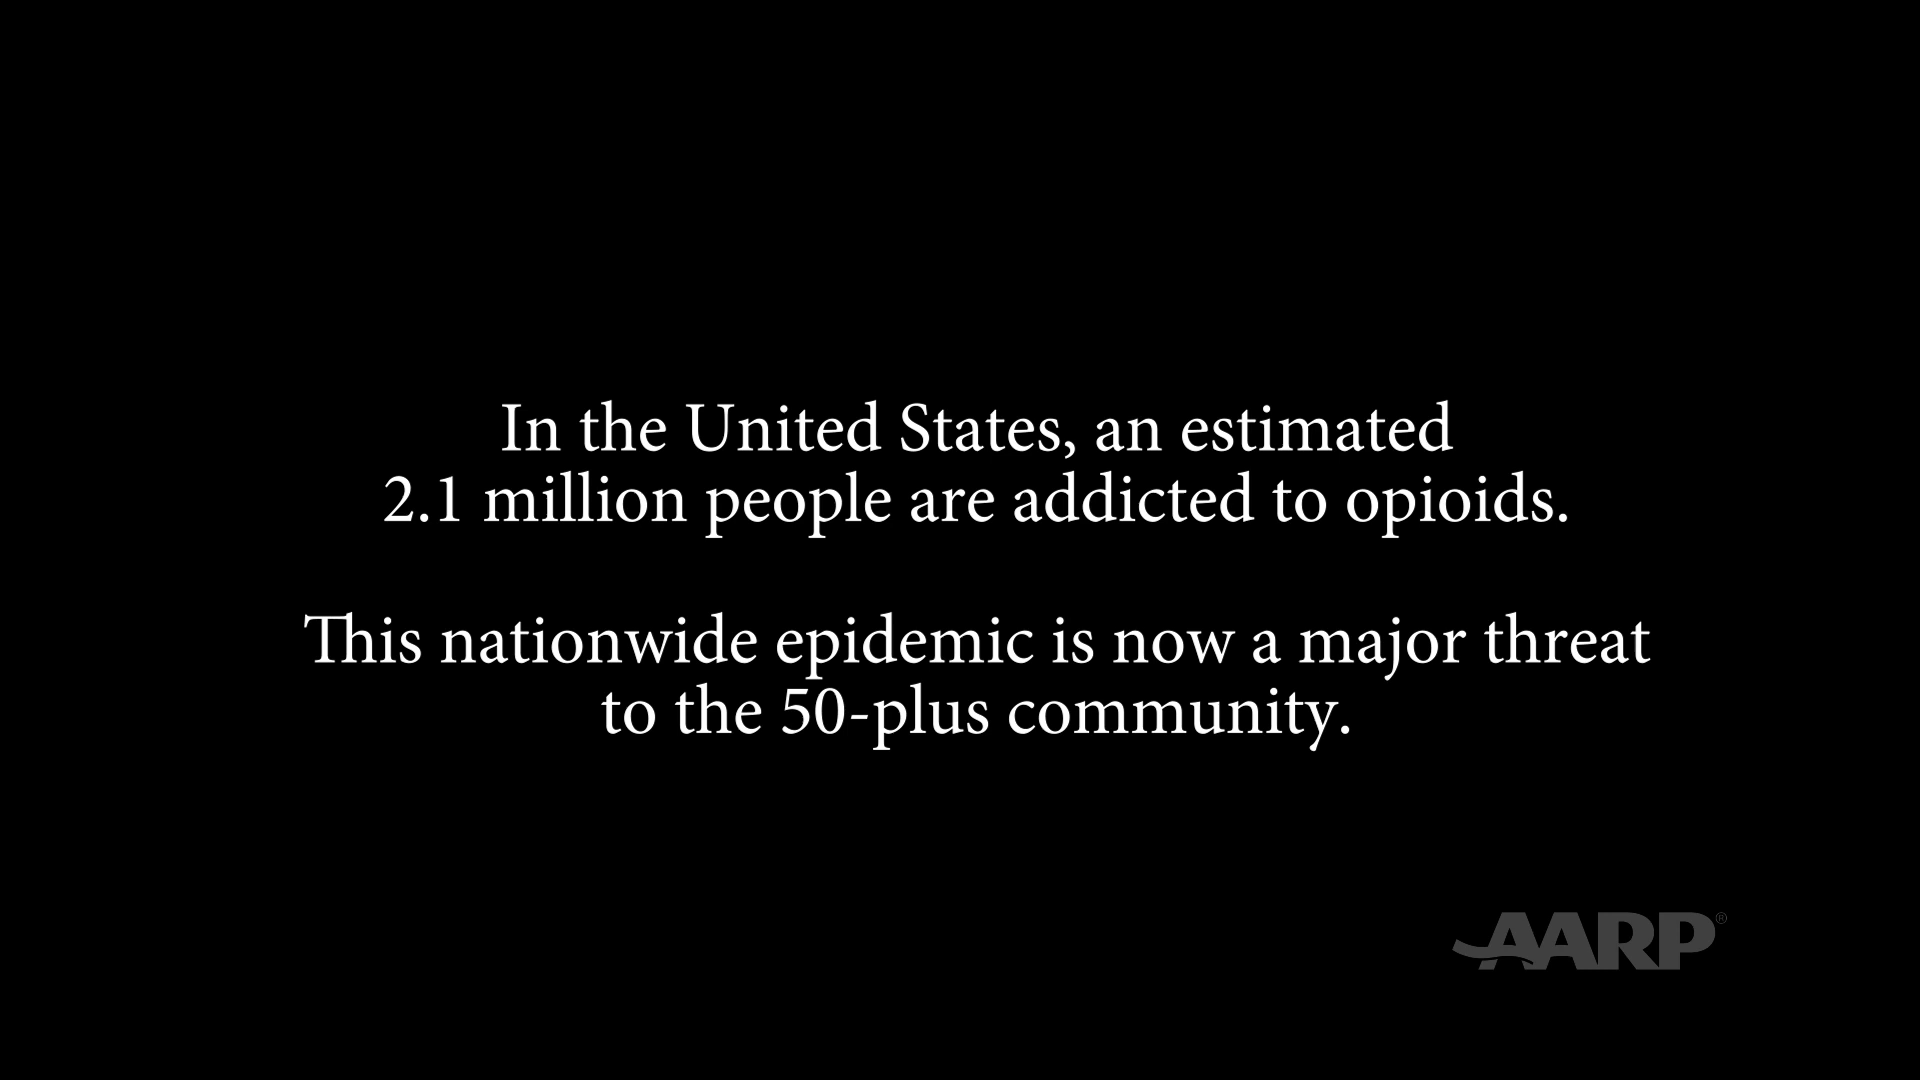 In the United States, an estimated
2.1 million people are addicted to opioids.
This nationwide epidemic is now a major threat
to the 50-plus community.
AARP®